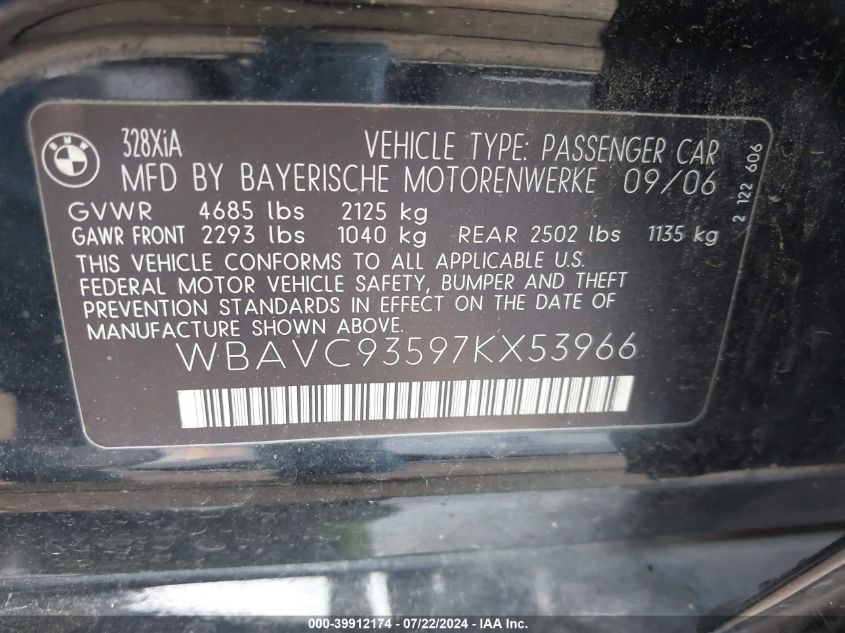 BMW
328XiA VEHICLE TYPE: PASSENGER CAR
MFD BY BAYERISCHE MOTORENWERKE 09/06
GVWR 4685 lbs 2125 kg
GAWR FRONT 2293 lbs 1040 kg REAR 2502 lbs 1135 kg
THIS VEHICLE CONFORMS TO ALL APPLICABLE U.S.
FEDERAL MOTOR VEHICLE SAFETY, BUMPER AND THEFT
PREVENTION STANDARDS IN EFFECT ON THE DATE OF
MANUFACTURE SHOWN ABOVE.
WBAVC93597KX53966
2 122 606
000-39912174 - 07/22/2024 - IAAI.com